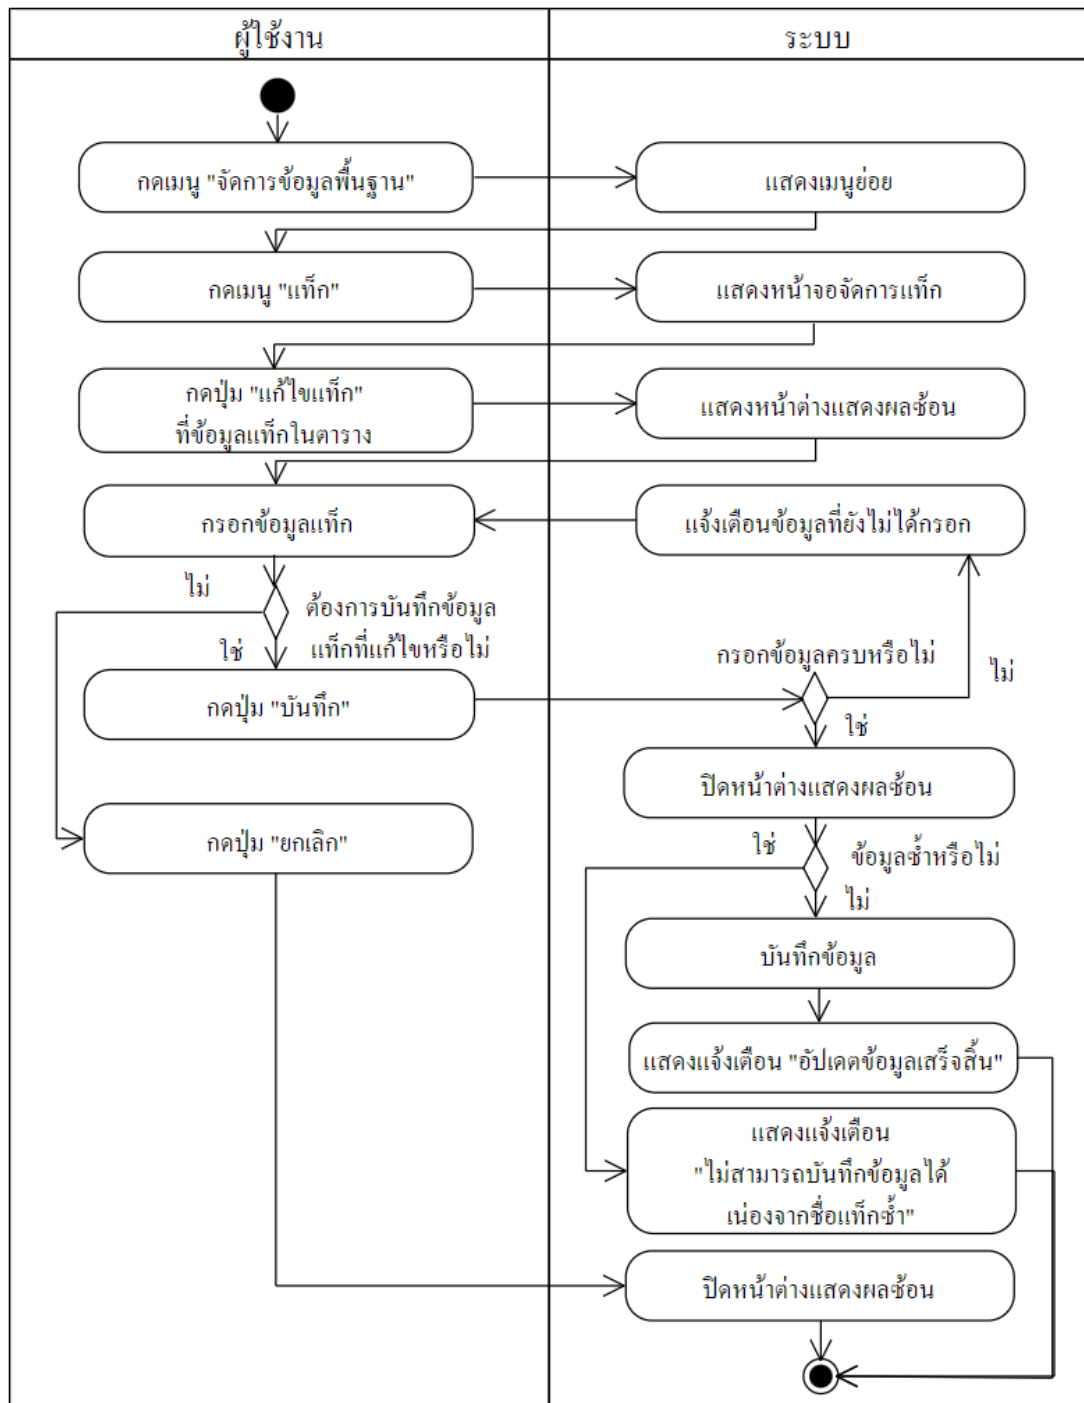 ผู้ใช้งาน
ระบบ
กดเมนู "จัดการข้อมูลพื้นฐาน"
แสดงเมนูย่อย
กดเมนู "แท็ก"
แสดงหน้าจอจัดการแท็ก
กดปุ่ม "แก้ไขแท็ก"
ที่ข้อมูลแท็กในตาราง
แสดงหน้าต่างแสดงผลซ้อน
กรอกข้อมูลแท็ก
แจ้งเตือนข้อมูลที่ยังไม่ได้กรอก
ไม่
ต้องการบันทึกข้อมูล
แท็กที่แก้ไขหรือไม่
ใช่
กรอกข้อมูลครบหรือไม่
ไม่
กดปุ่ม "บันทึก"
ใช่
ปิดหน้าต่างแสดงผลซ้อน
กดปุ่ม "ยกเลิก"
ใช่
ข้อมูลซ้ำหรือไม่
ไม่
บันทึกข้อมูล
แสดงแจ้งเตือน "อัปเดตข้อมูลเสร็จสิ้น"
แสดงแจ้งเตือน
"ไม่สามารถบันทึกข้อมูลได้
เน่องจากชื่อแท็กซ้ำ"
ปิดหน้าต่างแสดงผลซ้อน